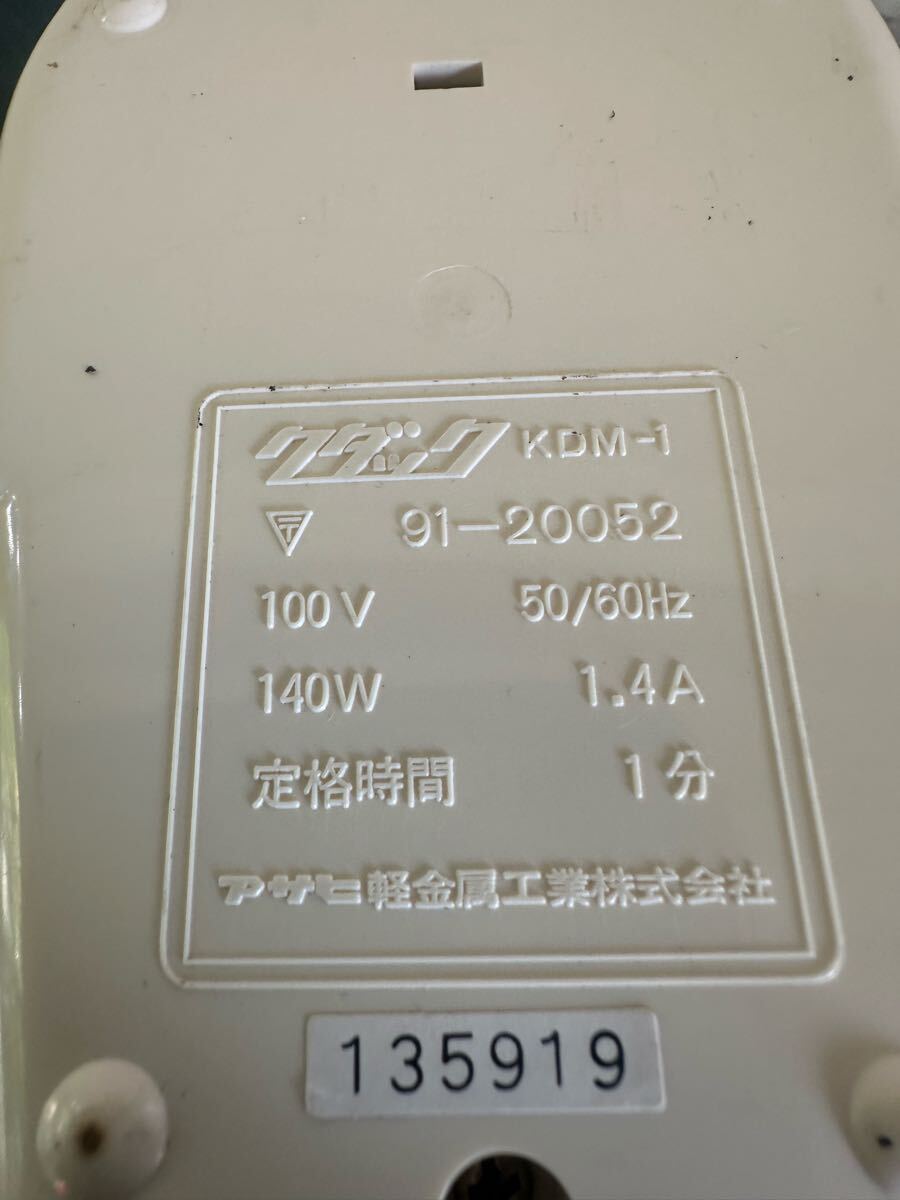 クダック KDM-1
〒 91-20052
100V 50/60Hz
140W 1.4A
定格時間 1分
アサヒ軽金属工業株式会社
135919